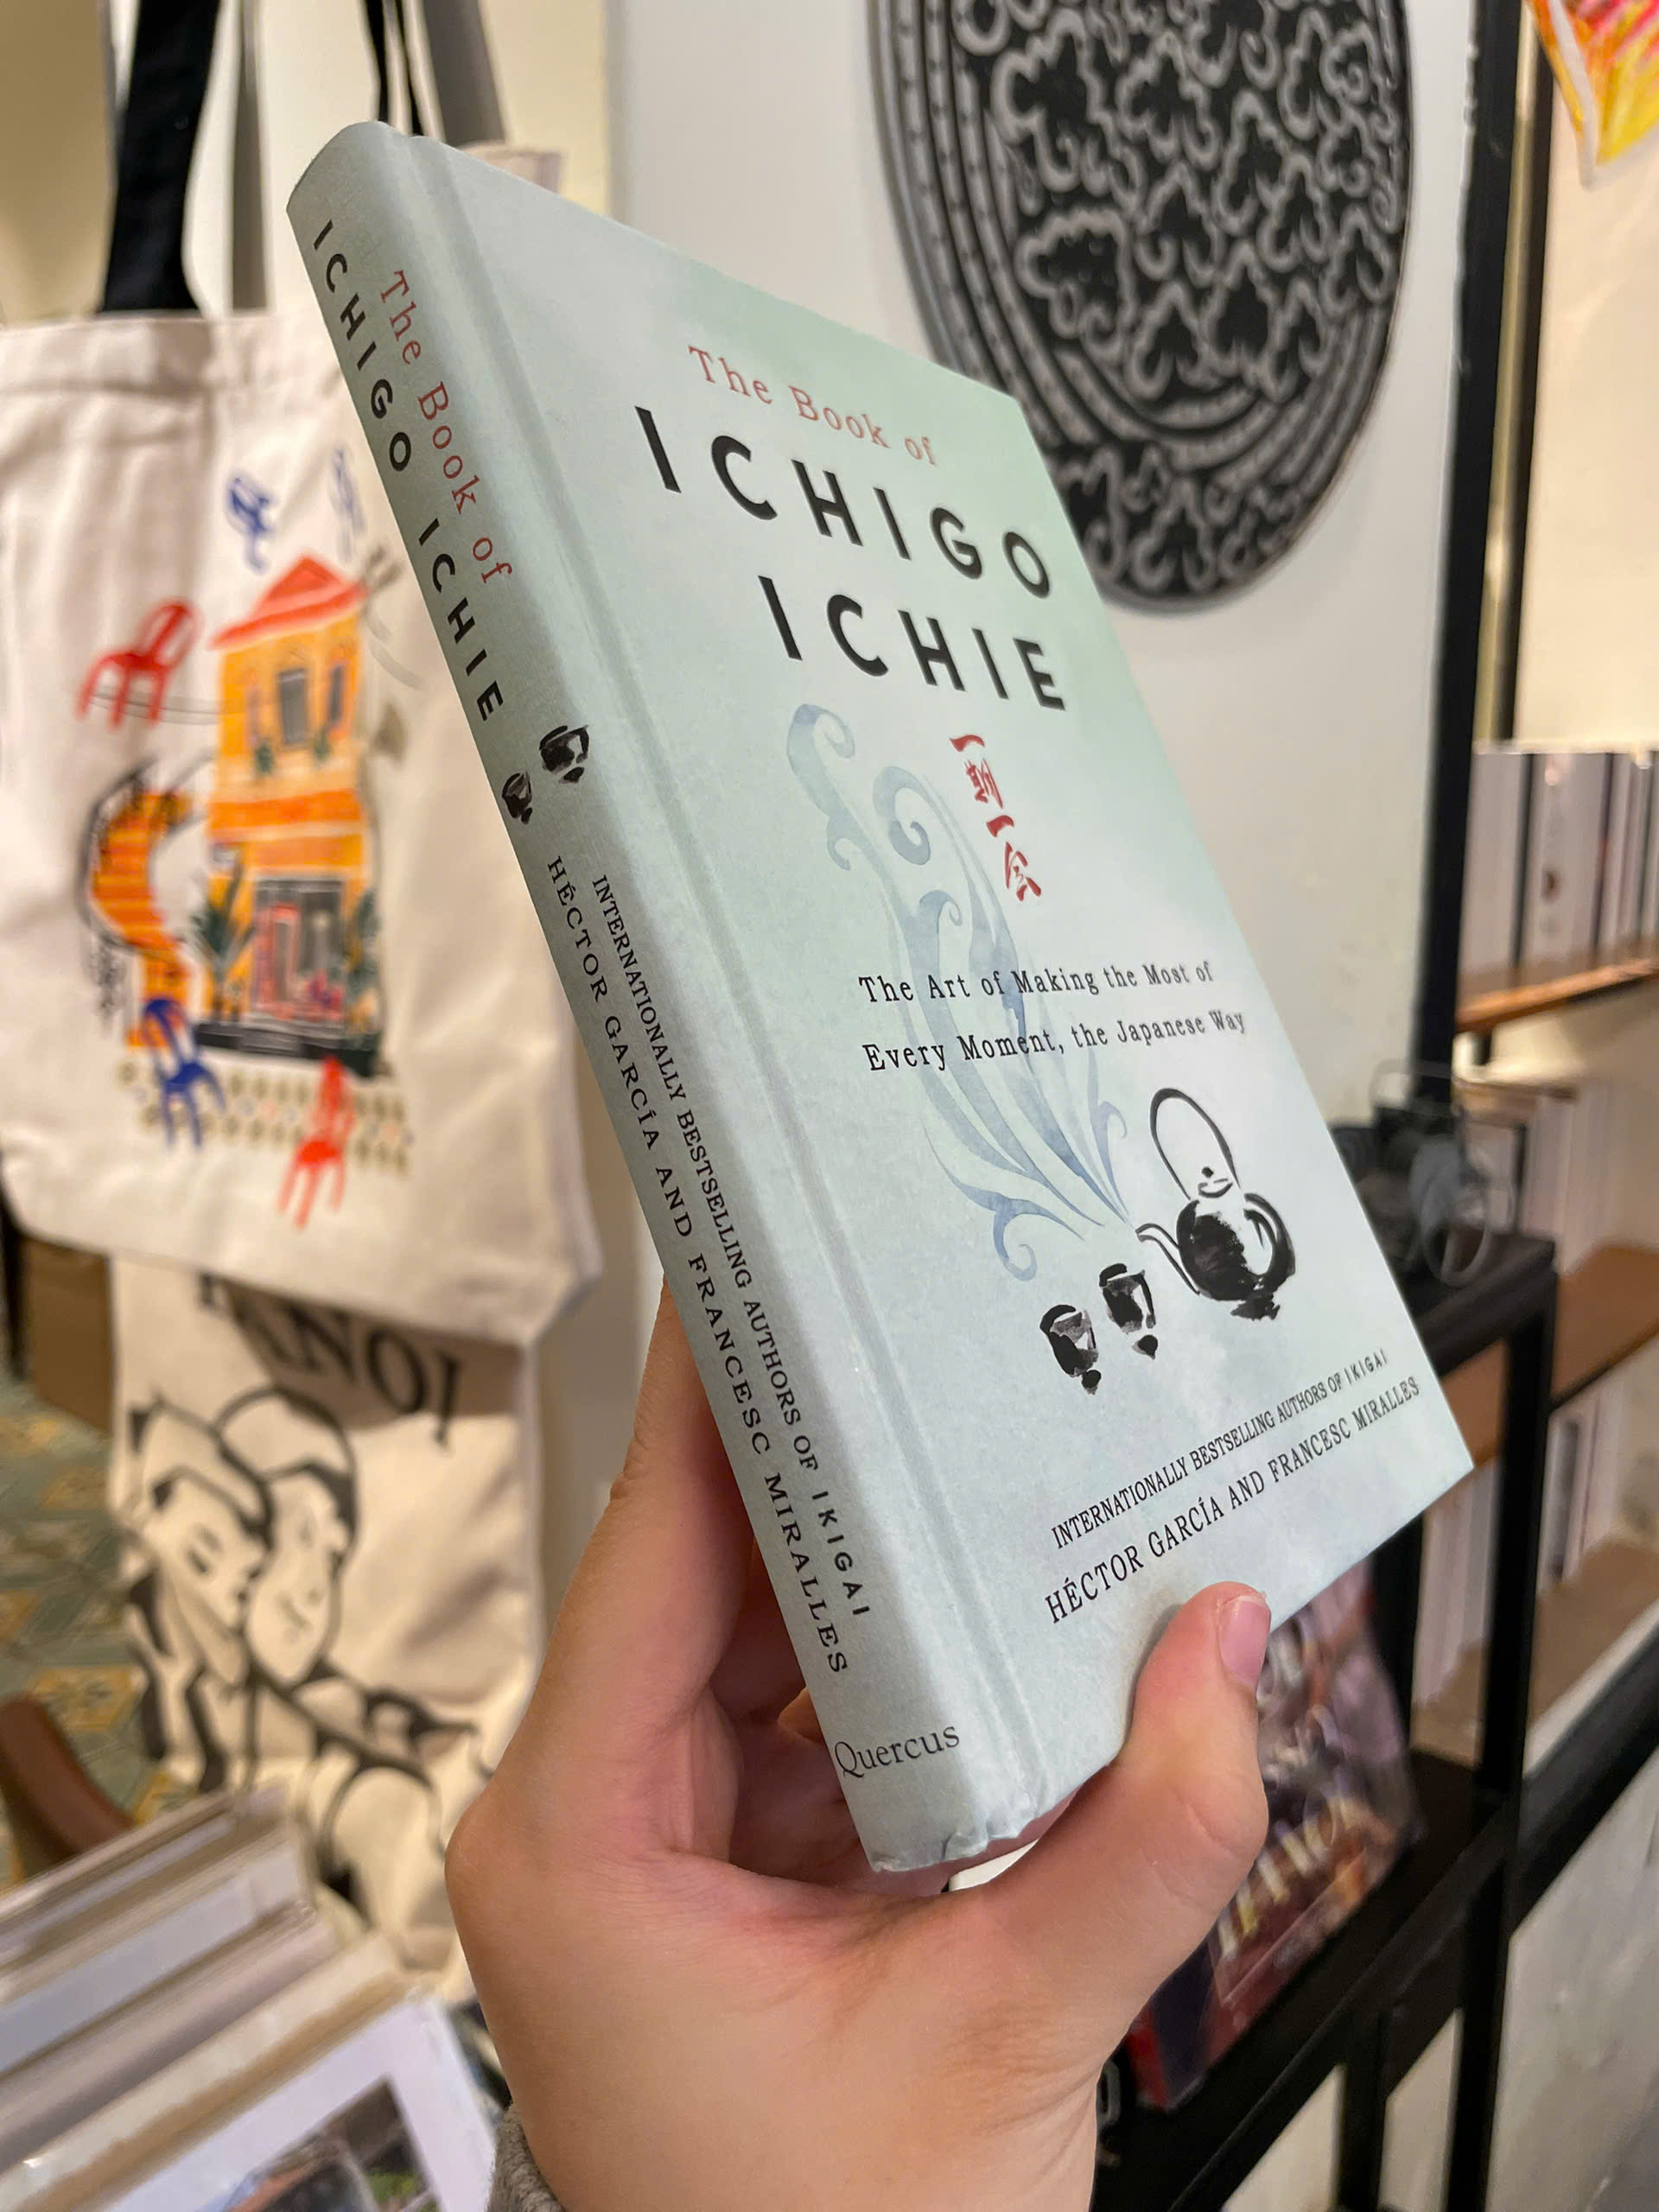 The Book of
ICHIGO ICHIE
INTERNATIONALLY BESTSELLING AUTHORS OF IKIGAI
HÉCTOR GARCÍA AND FRANCESC MIRALLES
Quercus
The Book of
ICHIGO
ICHIE
一期一会
The Art of Making the Most of
Every Moment, the Japanese Way
INTERNATIONALLY BESTSELLING AUTHORS OF IKIGAI
HÉCTOR GARCÍA AND FRANCESC MIRALLES